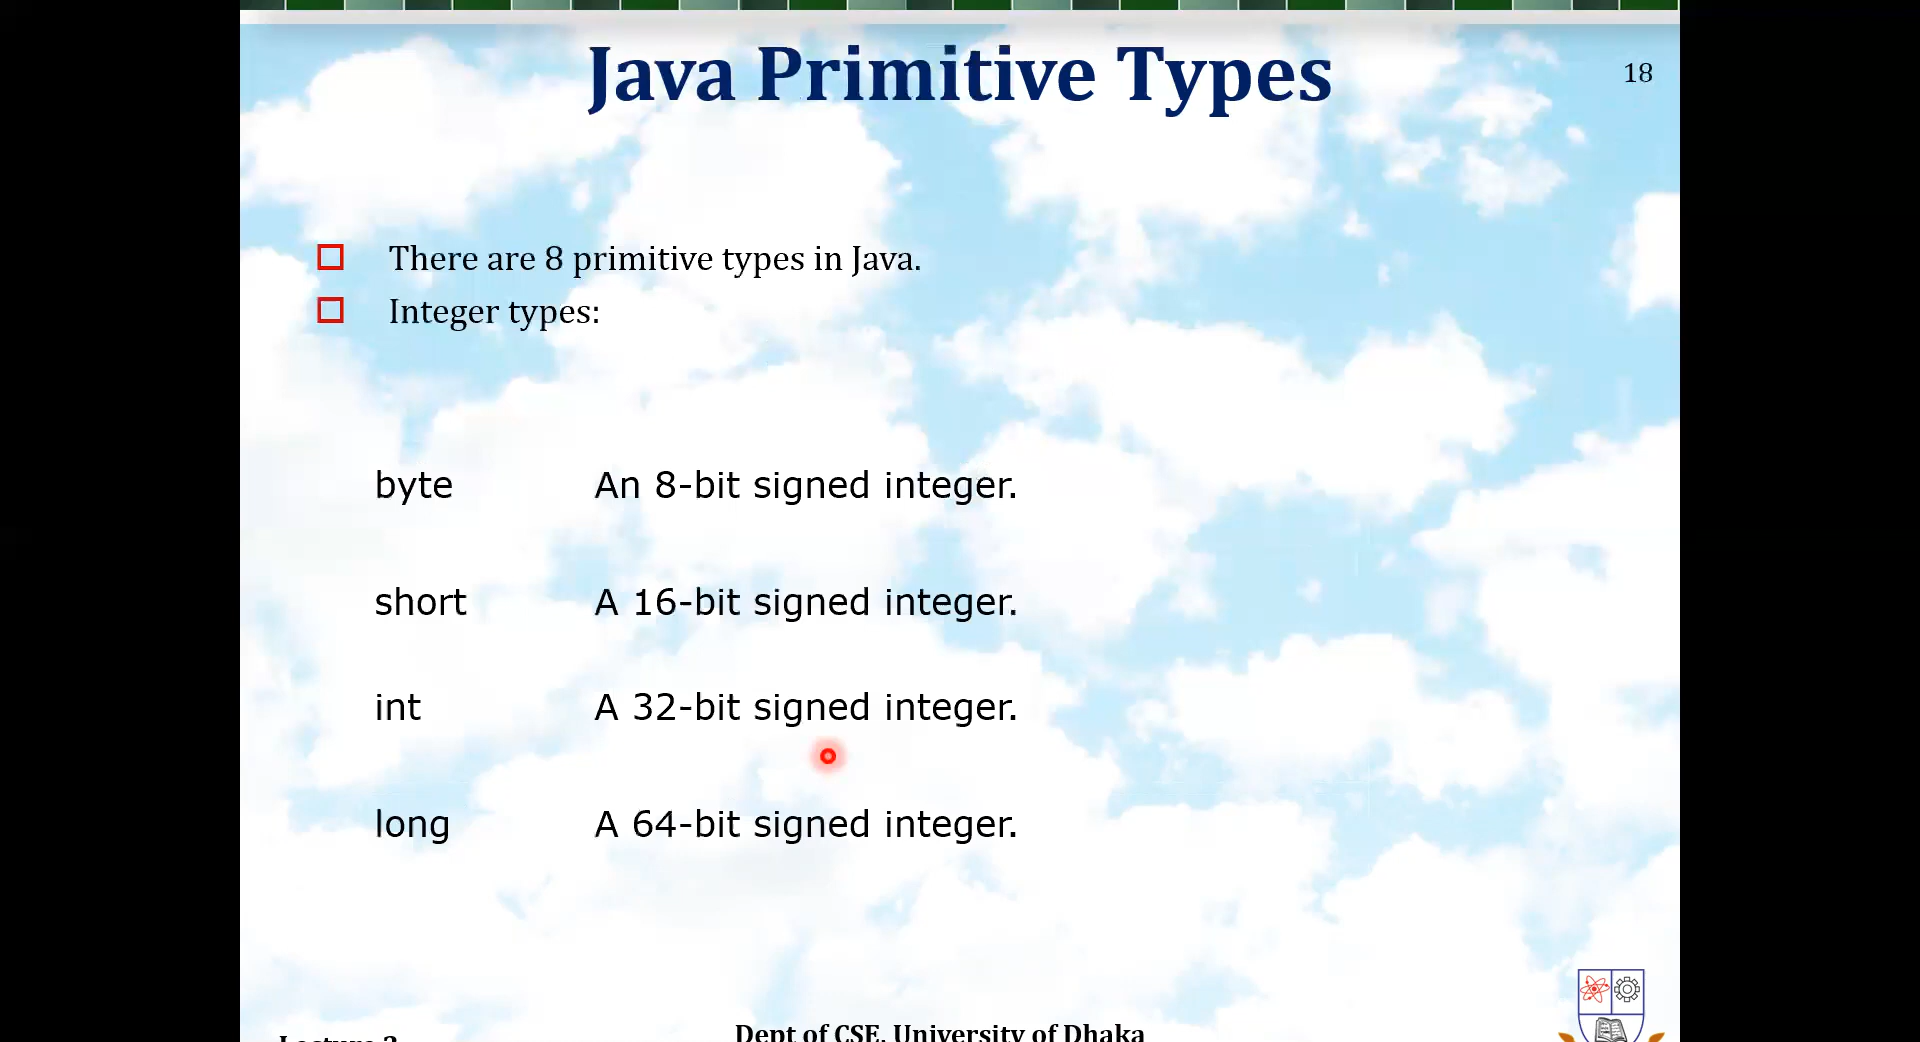 Java Primitive Types
18
There are 8 primitive types in Java.
Integer types:
byte An 8-bit signed integer.
short A 16-bit signed integer.
int A 32-bit signed integer.
long A 64-bit signed integer.
Lecture 2
Dept of CSE, University of Dhaka